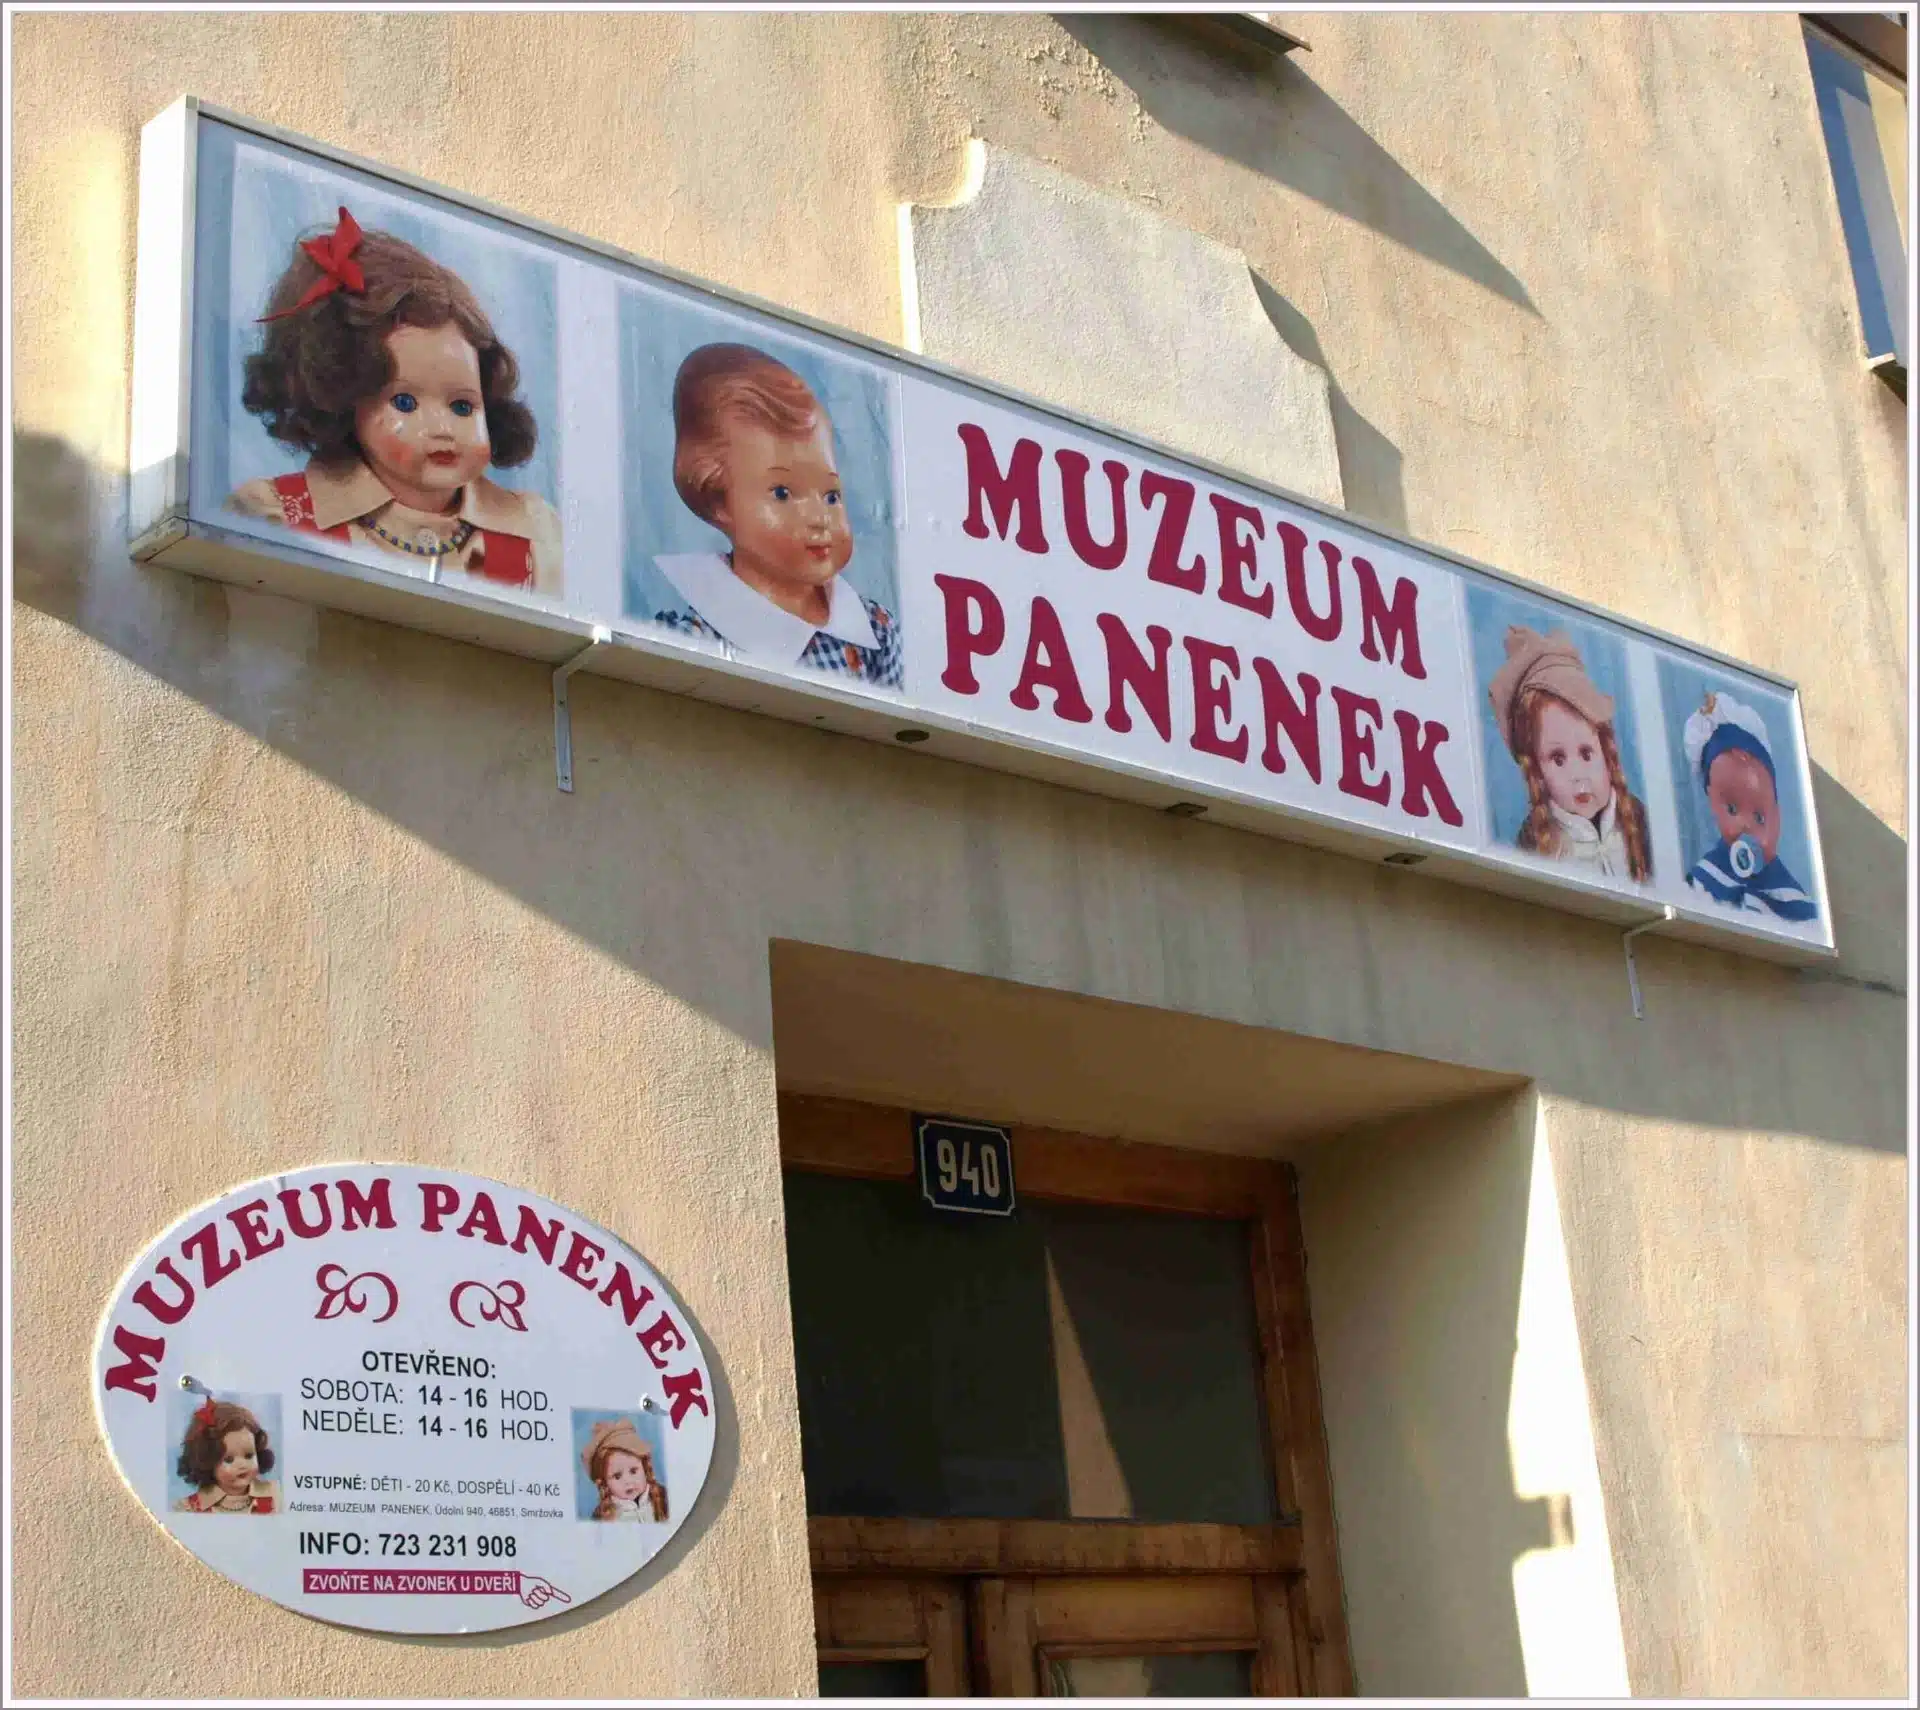 MUZEUM
PANENEK
940
MUZEUM PANENEK
OTEVŘENO:
SOBOTA: 14 - 16 HOD.
NEDĚLE: 14 - 16 HOD.
VSTUPNÉ: DĚTI - 20 Kč, DOSPĚLÍ - 40 Kč
Adresa: MUZEUM PANENEK, Údolní 940, 46851, Smržovka
INFO: 723 231 908
ZVOŇTE NA ZVONEK U DVEŘÍ